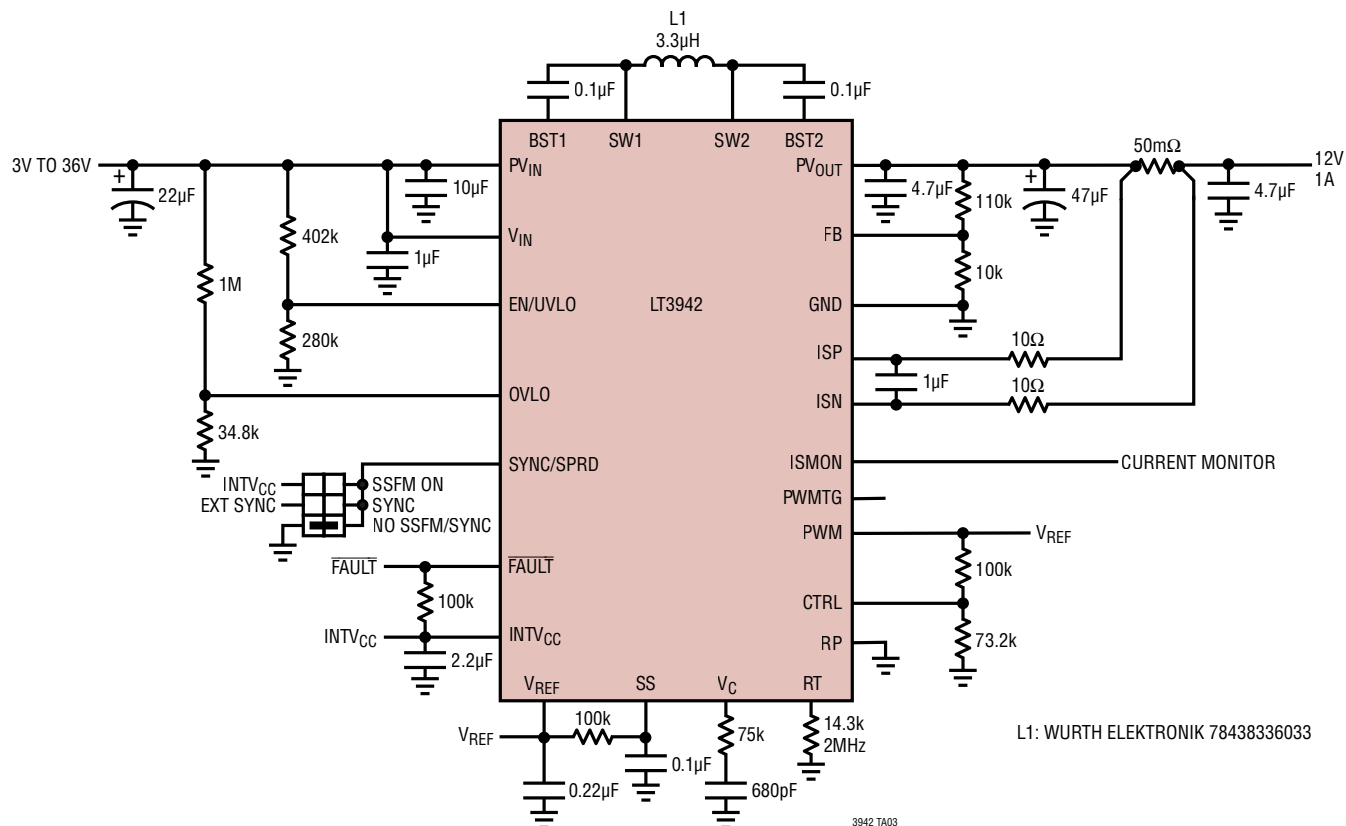 L1
3.3µH
0.1µF
0.1µF
BST1
SW1
SW2
BST2
3V TO 36V
22µF
1M
34.8k
402k
280k
1µF
10µF
PVIN
VIN
EN/UVLO
OVLO
SYNC/SPRD
FAULT
INTVCC
LT3942
PVOUT
FB
GND
ISP
ISN
ISMON
PWMTG
PWM
CTRL
RP
4.7µF
110k
10k
47µF
50mΩ
4.7µF
12V
1A
10Ω
1µF
10Ω
CURRENT MONITOR
VREF
100k
73.2k
INTVCC
SSFM ON
EXT SYNC
SYNC
NO SSFM/SYNC
FAULT
100k
INTVCC
2.2µF
VREF
SS
VC
RT
VREF
100k
0.22µF
0.1µF
75k
680pF
14.3k
2MHz
L1: WURTH ELEKTRONIK 78438336033
3942 TA03